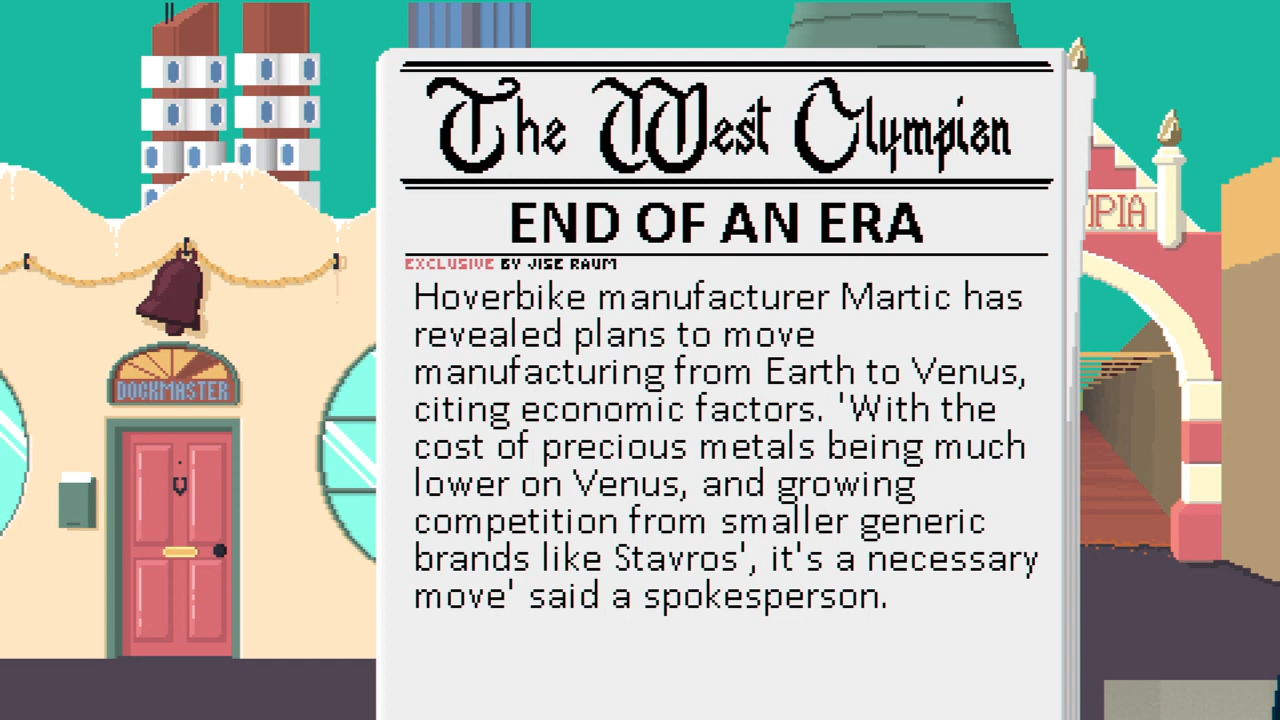 The West Olympian
END OF AN ERA
EXCLUSIVE BY JISE RAUM
Hoverbike manufacturer Martic has
revealed plans to move
manufacturing from Earth to Venus,
citing economic factors. 'With the
cost of precious metals being much
lower on Venus, and growing
competition from smaller generic
brands like Stavros', it's a necessary
move' said a spokesperson.
DOCKMASTER
PIA